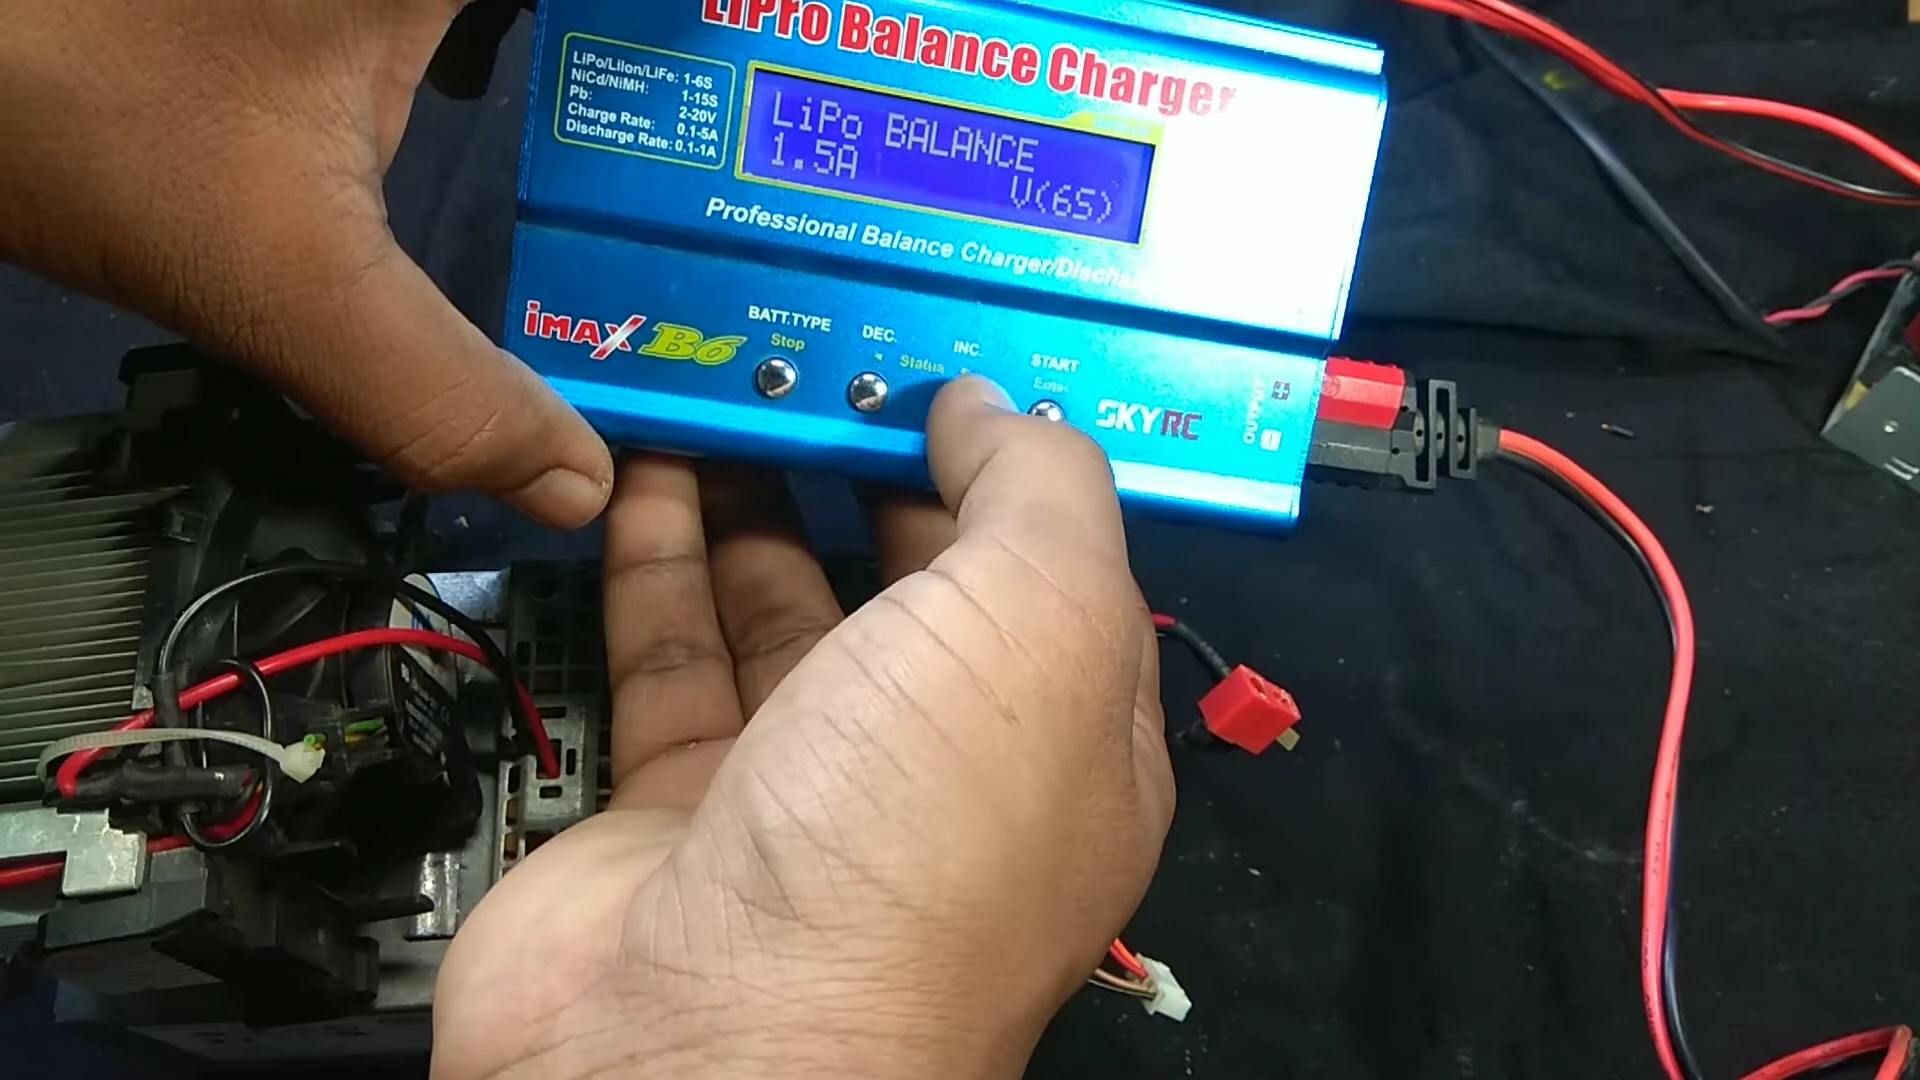 LiPro Balance Charger
LiPo/LiIon/LiFe: 1-6S
NiCd/NiMH: 1-15S
Pb: 2-20V
Charge Rate: 0.1-5A
Discharge Rate: 0.1-1A
LiPo BALANCE
1.5A V(6S)
Professional Balance Charger/Discha
iMAX B6
BATT.TYPE
Stop
DEC.
◄
Status
INC.
START
Enter
SKYRC
OUTPUT
+
-